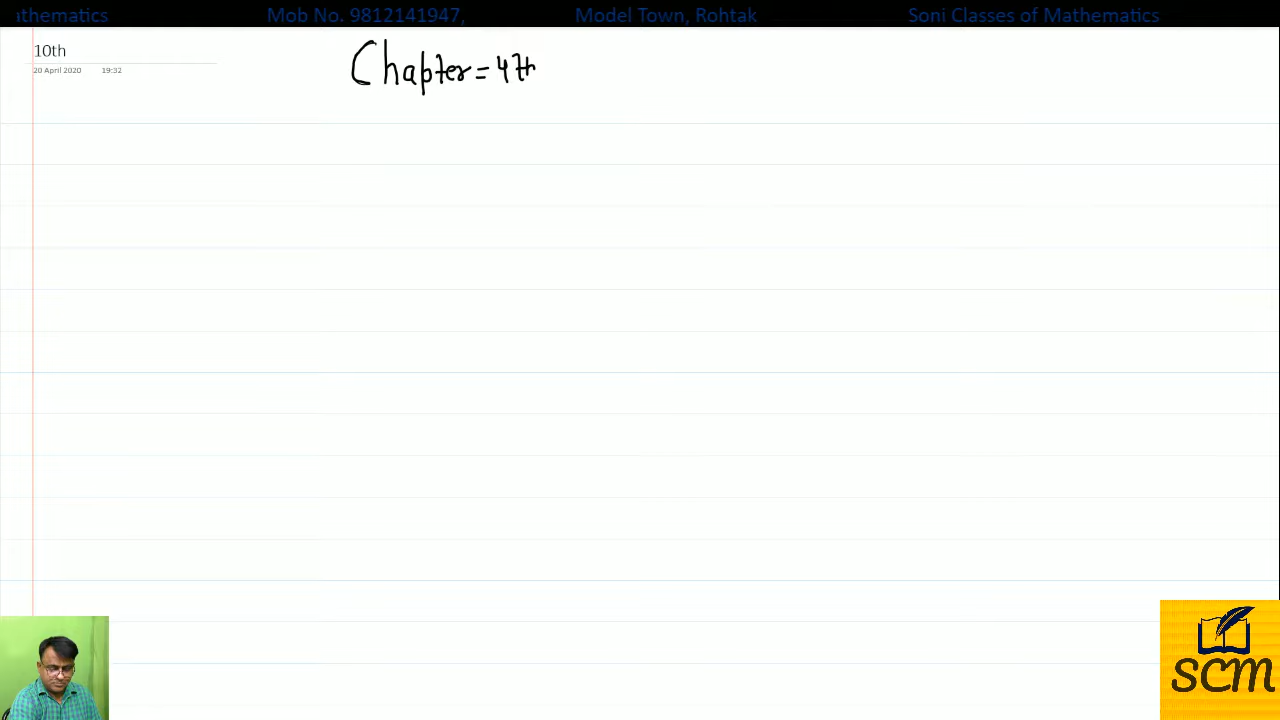 athematics Mob No. 9812141947, Model Town, Rohtak Soni Classes of Mathematics
10th
20 April 2020 19:32
Chapter = 4th
SCM